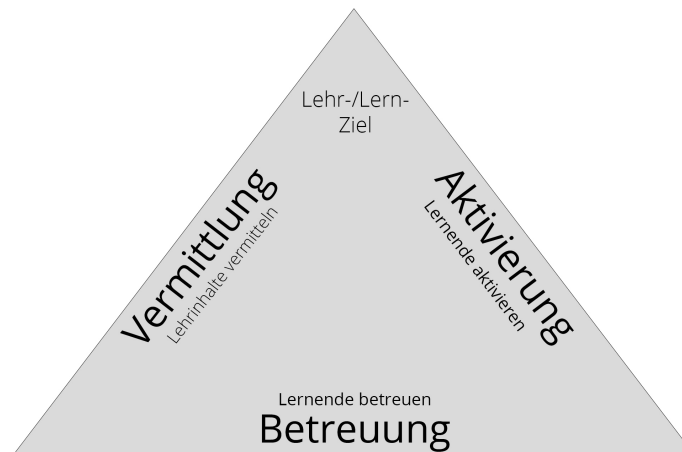 Lehr-/Lern-
Ziel
Vermittlung
Lehrinhalte vermitteln
Aktivierung
Lernende aktivieren
Lernende betreuen
Betreuung